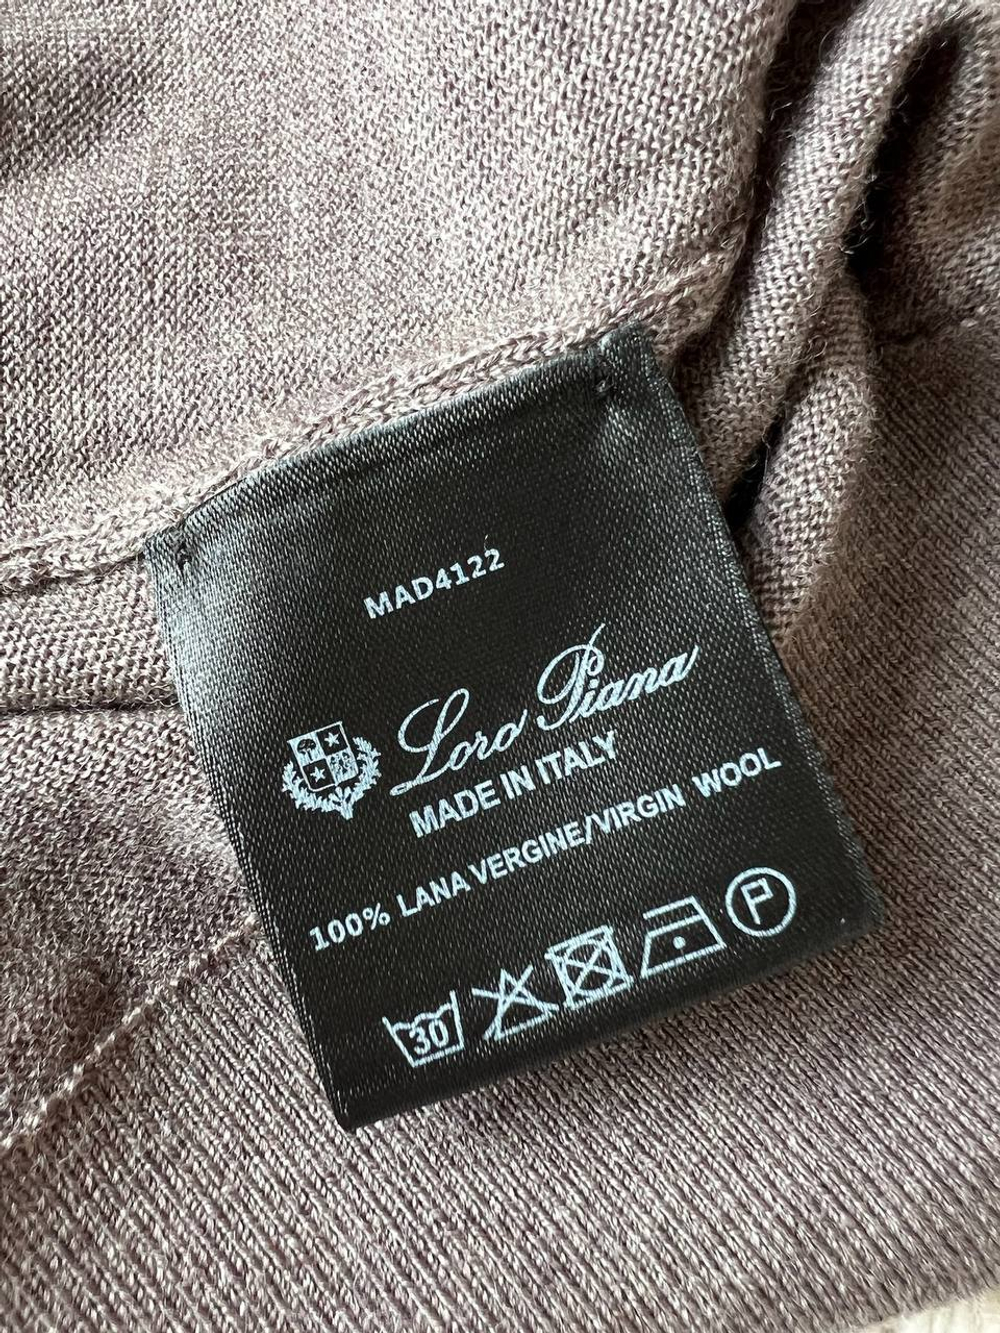 MAD4122
Loro Piana
MADE IN ITALY
100% LANA VERGINE/VIRGIN WOOL
30 P